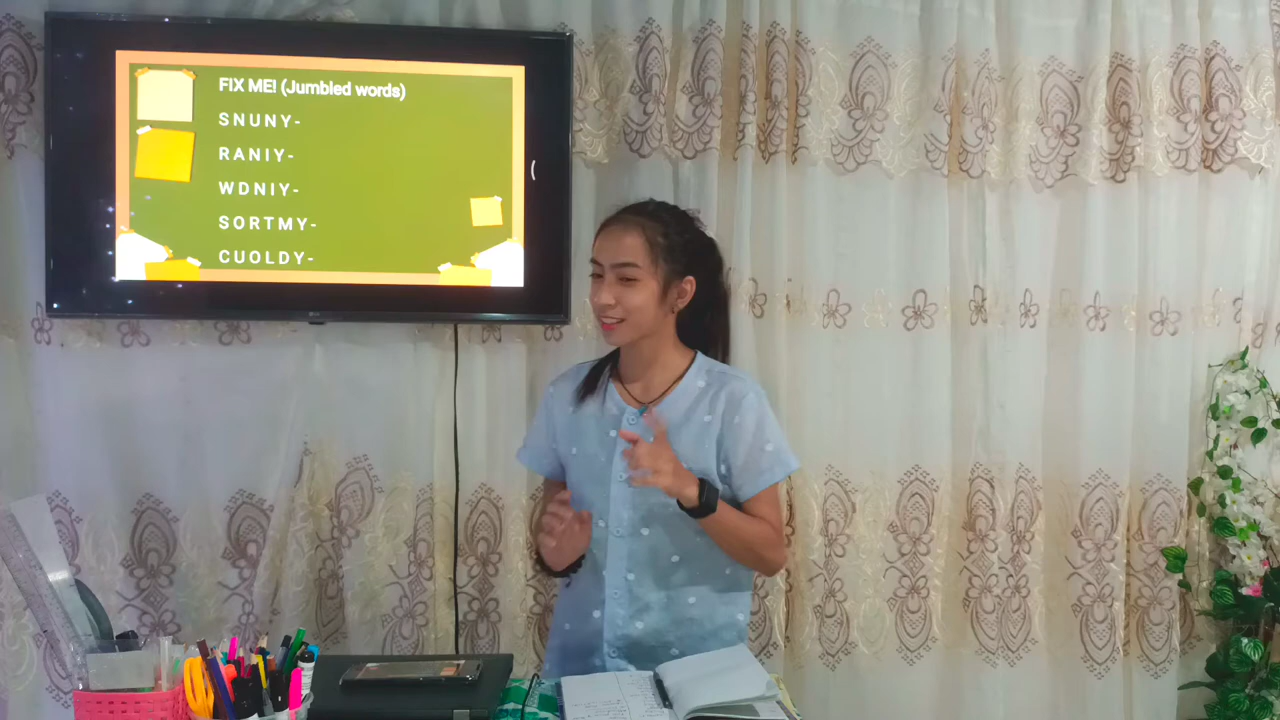 FIX ME! (Jumbled words)
SNUNY-
RANIY-
WDNIY-
SORTMY-
CUOLDY-